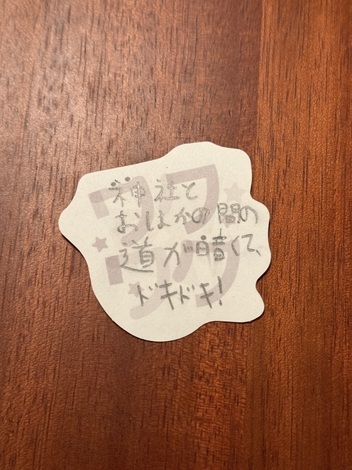 神社と
おはかの間の
道が暗くて、
ドキドキ!